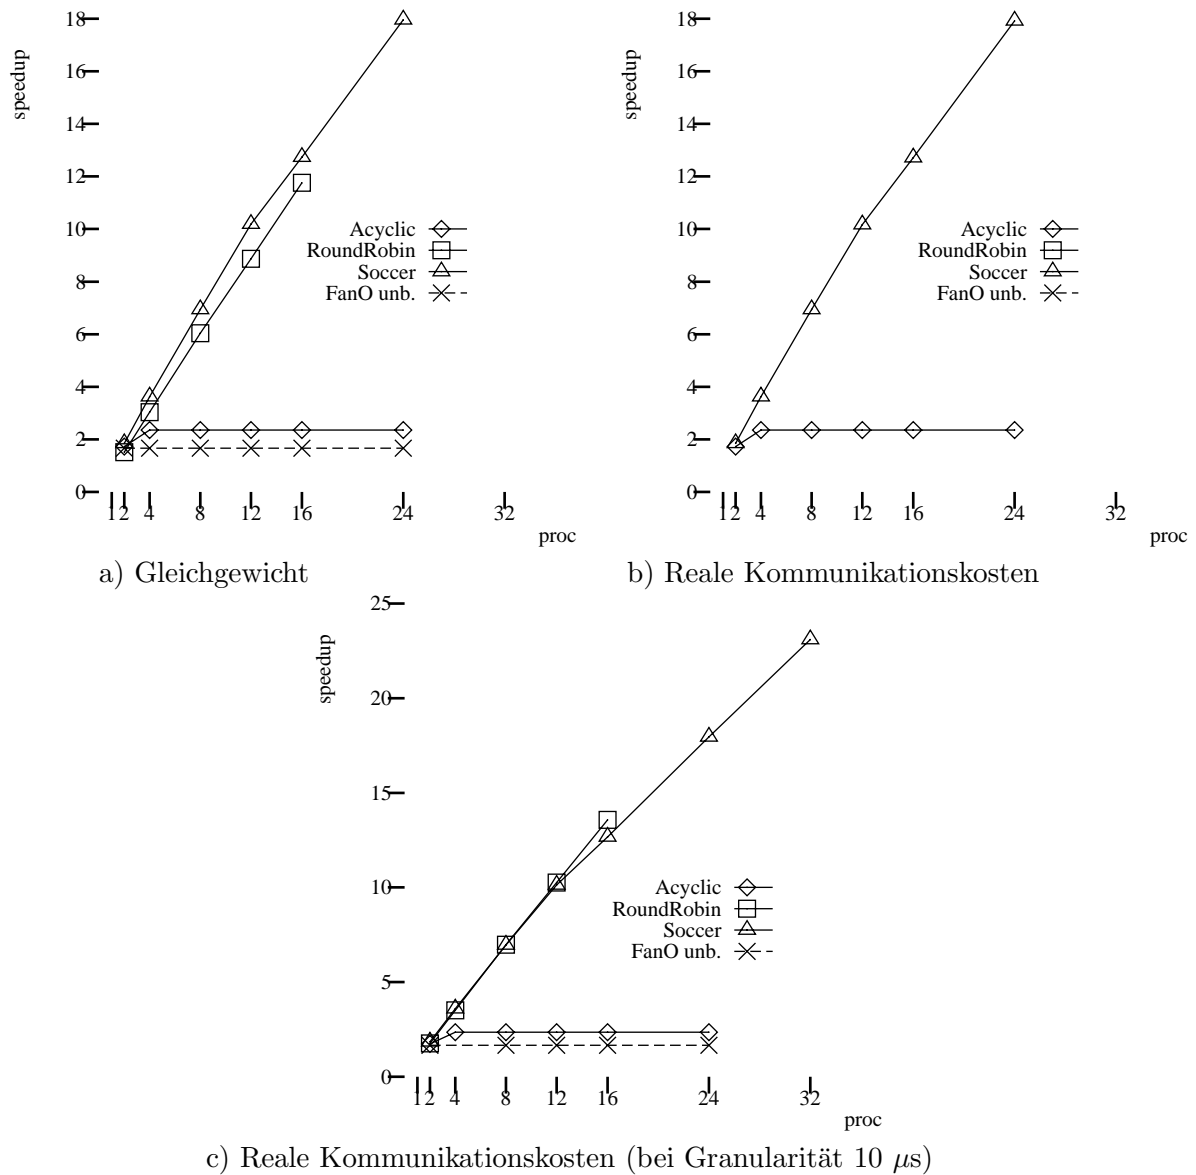 18
16
14
12
10
8
6
4
2
0
speedup
Acyclic
RoundRobin
Soccer
FanO unb.
1 2 4 8 12 16 24 32
proc
a) Gleichgewicht
18
16
14
12
10
8
6
4
2
0
speedup
Acyclic
RoundRobin
Soccer
FanO unb.
1 2 4 8 12 16 24 32
proc
b) Reale Kommunikationskosten
25
20
15
10
5
0
speedup
Acyclic
RoundRobin
Soccer
FanO unb.
1 2 4 8 12 16 24 32
proc
c) Reale Kommunikationskosten (bei Granularität 10 μs)